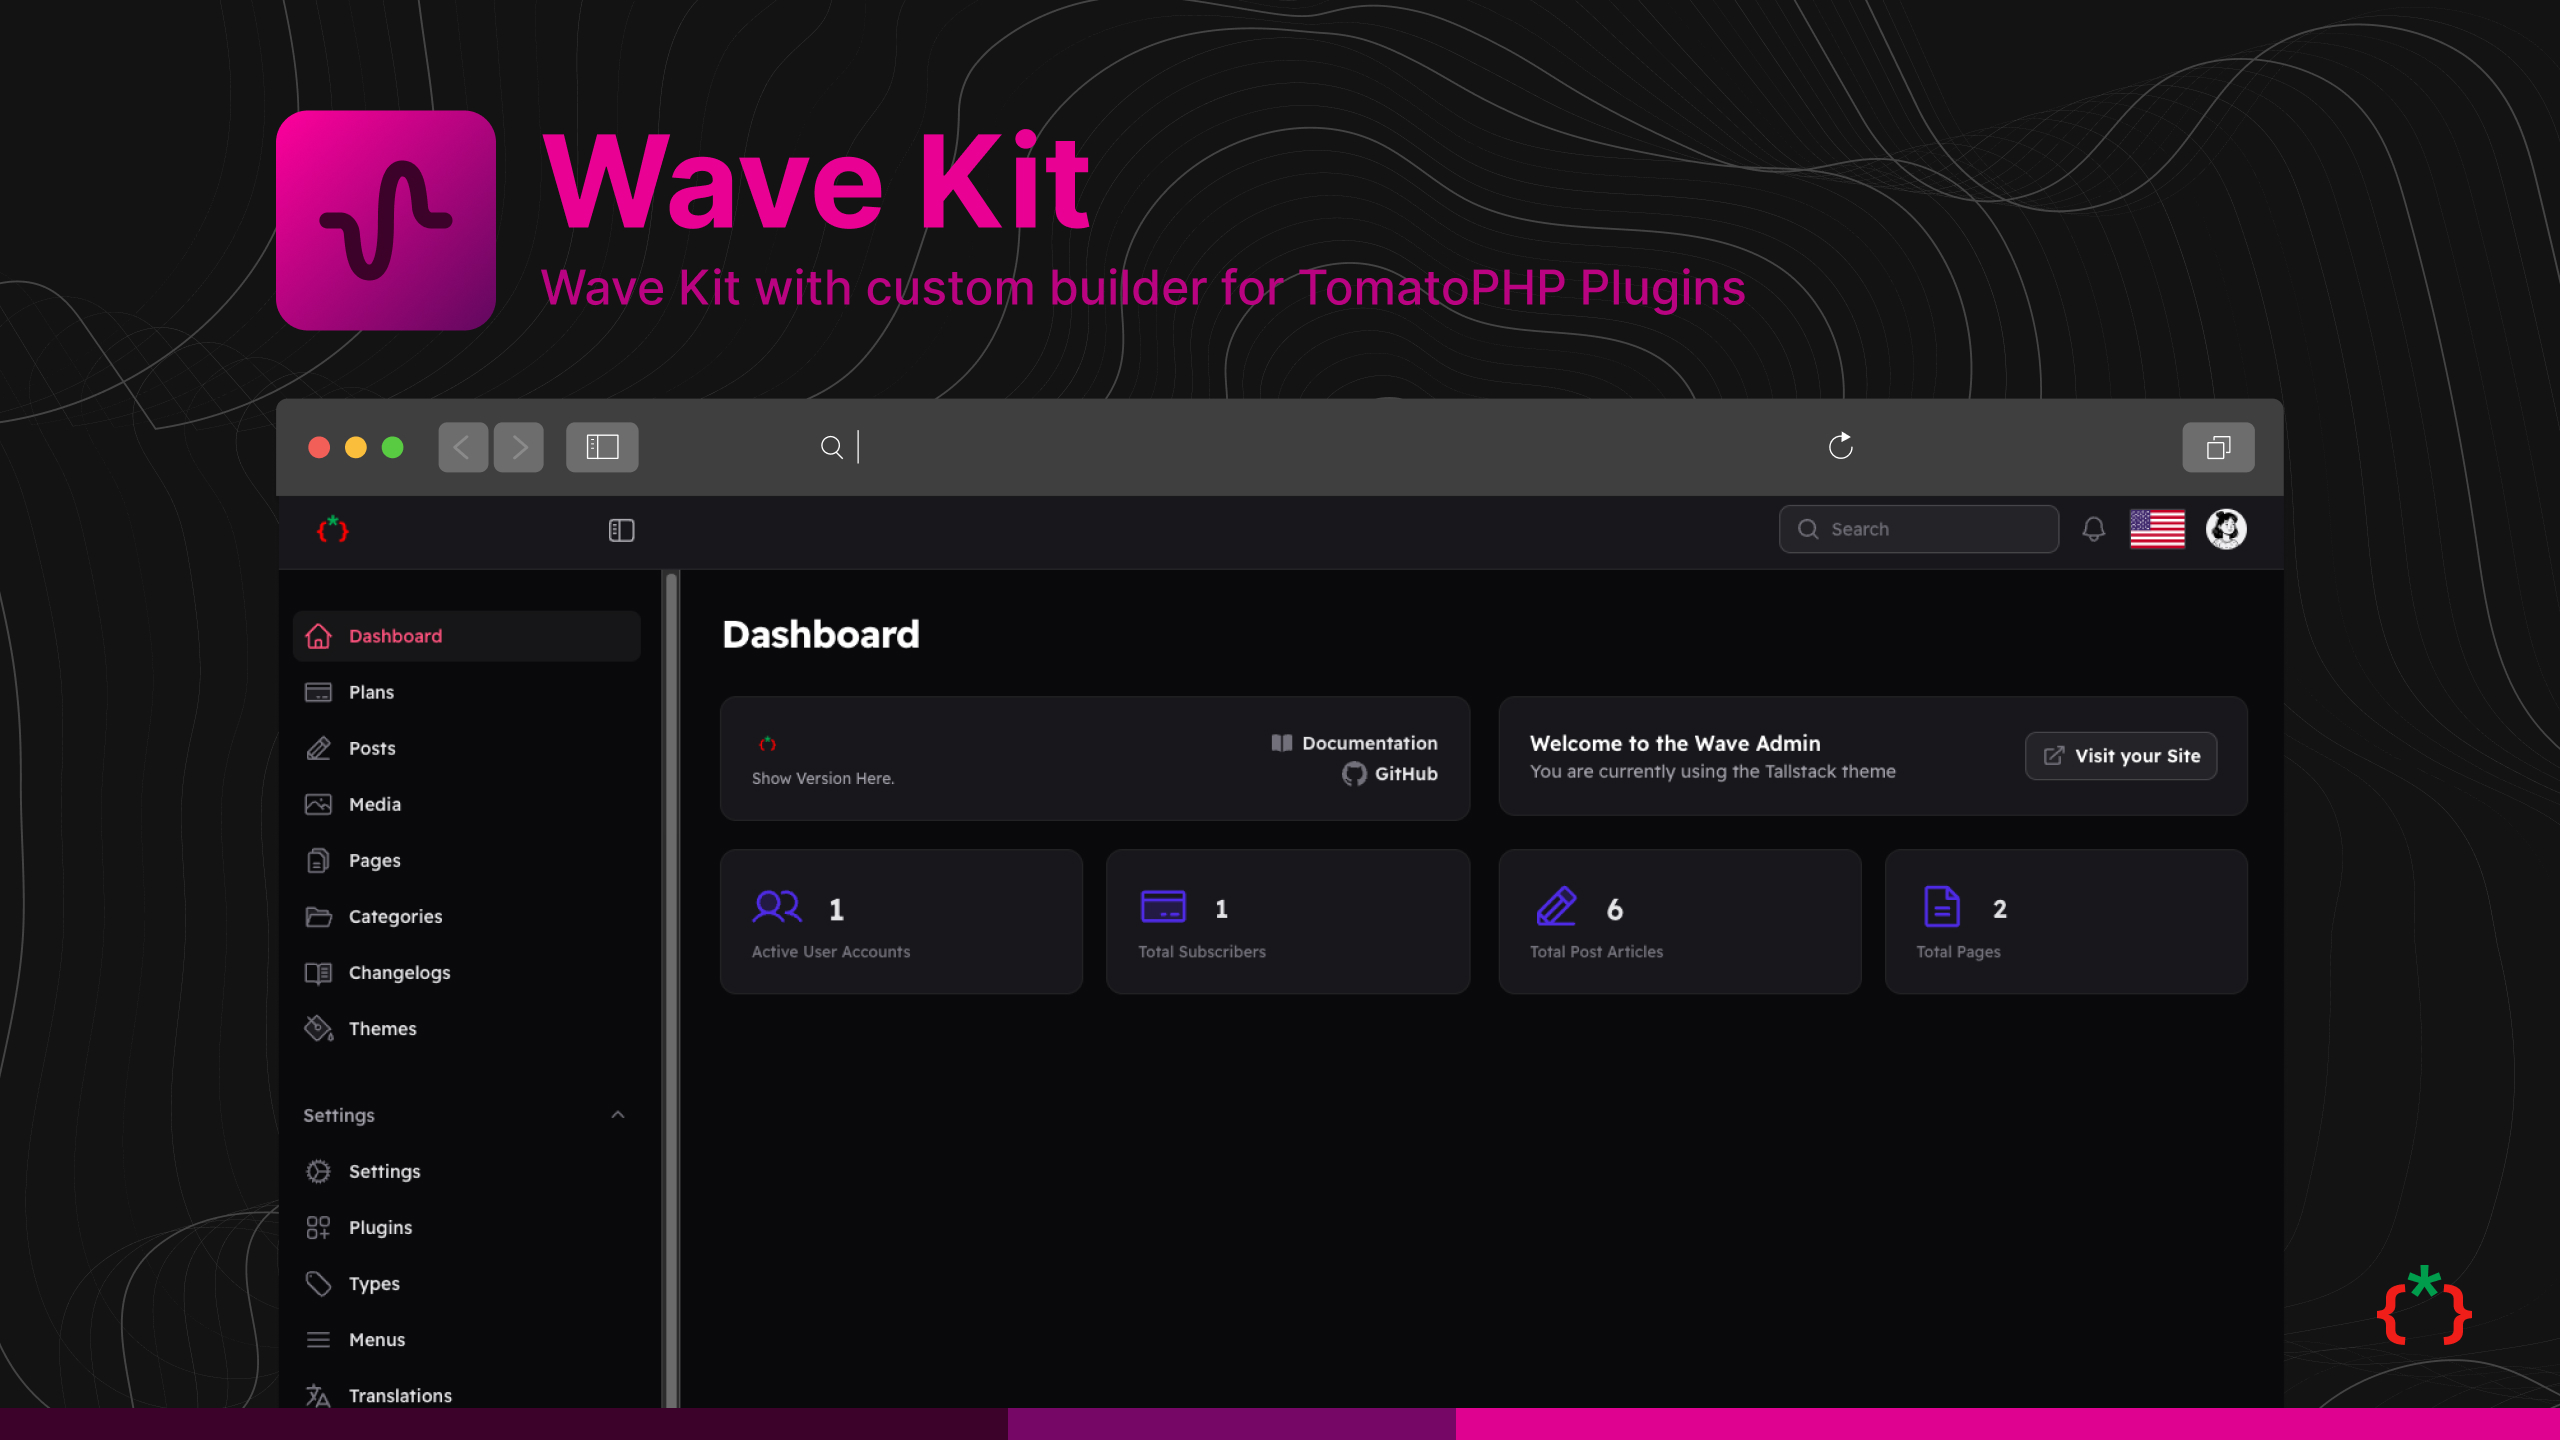 Wave Kit
Wave Kit with custom builder for TomatoPHP Plugins
{*}
Search
Dashboard
Plans
Posts
Media
Pages
Categories
Changelogs
Themes
Settings
Settings
Plugins
Types
Menus
Translations
Dashboard
{*}
Show Version Here.
Documentation
GitHub
Welcome to the Wave Admin
You are currently using the Tallstack theme
Visit your Site
1
Active User Accounts
1
Total Subscribers
6
Total Post Articles
2
Total Pages
{*}